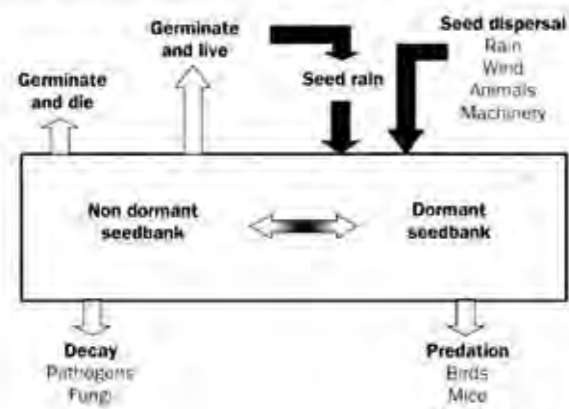 Germinate
and live
Seed dispersal
Rain
Wind
Animals
Machinery
Germinate
and die
Seed rain
Non dormant
seedbank
Dormant
seedbank
Decay
Pathogens
Fungi
Predation
Birds
Mice